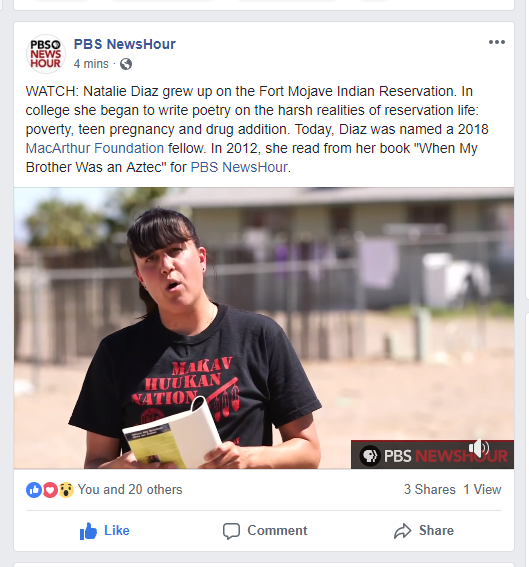 PBS
NEWS
HOUR
PBS NewsHour
4 mins ·
WATCH: Natalie Diaz grew up on the Fort Mojave Indian Reservation. In
college she began to write poetry on the harsh realities of reservation life:
poverty, teen pregnancy and drug addition. Today, Diaz was named a 2018
MacArthur Foundation fellow. In 2012, she read from her book "When My
Brother Was an Aztec" for PBS NewsHour.
MAKAV
HUUKAN
NATION
PBS NEWSHOUR
You and 20 others
3 Shares 1 View
Like
Comment
Share